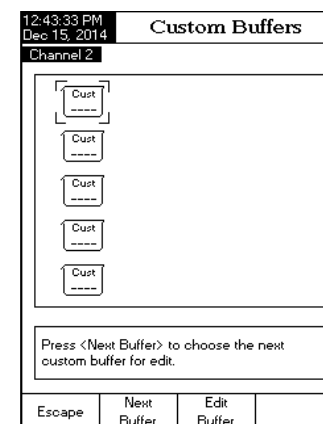 12:43:33 PM
Dec 15, 2014
Custom Buffers
Channel 2
Cust
----
Cust
----
Cust
----
Cust
----
Cust
----
Press <Next Buffer> to choose the next
custom buffer for edit.
Escape
Next
Buffer
Edit
Buffer